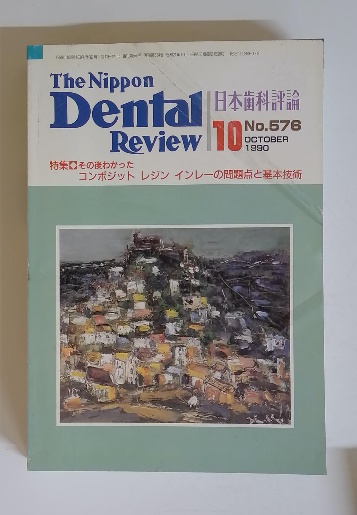 The Nippon
Dental
Review
日本歯科評論
10
No.576
OCTOBER
1990
特集●その後わかった
コンポジット レジン インレーの問題点と基本技術